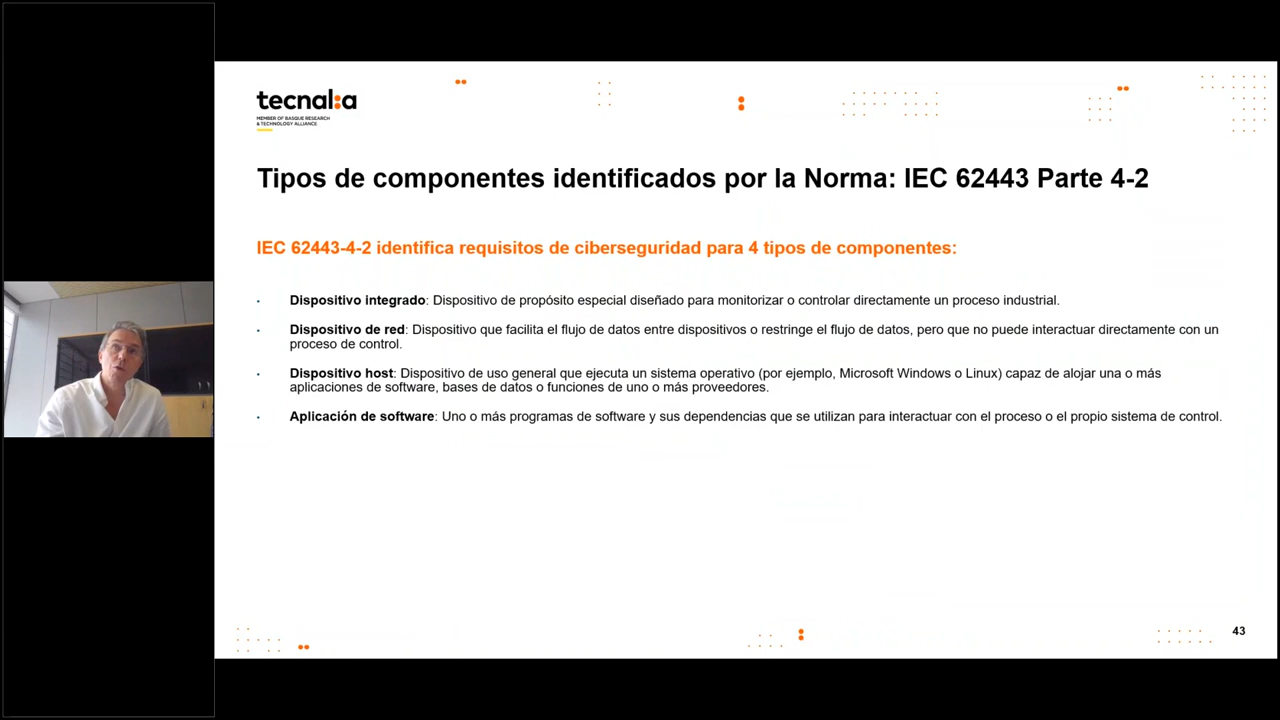 tecnalia
MEMBER OF BASQUE RESEARCH
& TECHNOLOGY ALLIANCE
Tipos de componentes identificados por la Norma: IEC 62443 Parte 4-2
IEC 62443-4-2 identifica requisitos de ciberseguridad para 4 tipos de componentes:
• Dispositivo integrado: Dispositivo de propósito especial diseñado para monitorizar o controlar directamente un proceso industrial.
• Dispositivo de red: Dispositivo que facilita el flujo de datos entre dispositivos o restringe el flujo de datos, pero que no puede interactuar directamente con un
proceso de control.
• Dispositivo host: Dispositivo de uso general que ejecuta un sistema operativo (por ejemplo, Microsoft Windows o Linux) capaz de alojar una o más
aplicaciones de software, bases de datos o funciones de uno o más proveedores.
• Aplicación de software: Uno o más programas de software y sus dependencias que se utilizan para interactuar con el proceso o el propio sistema de control.
43